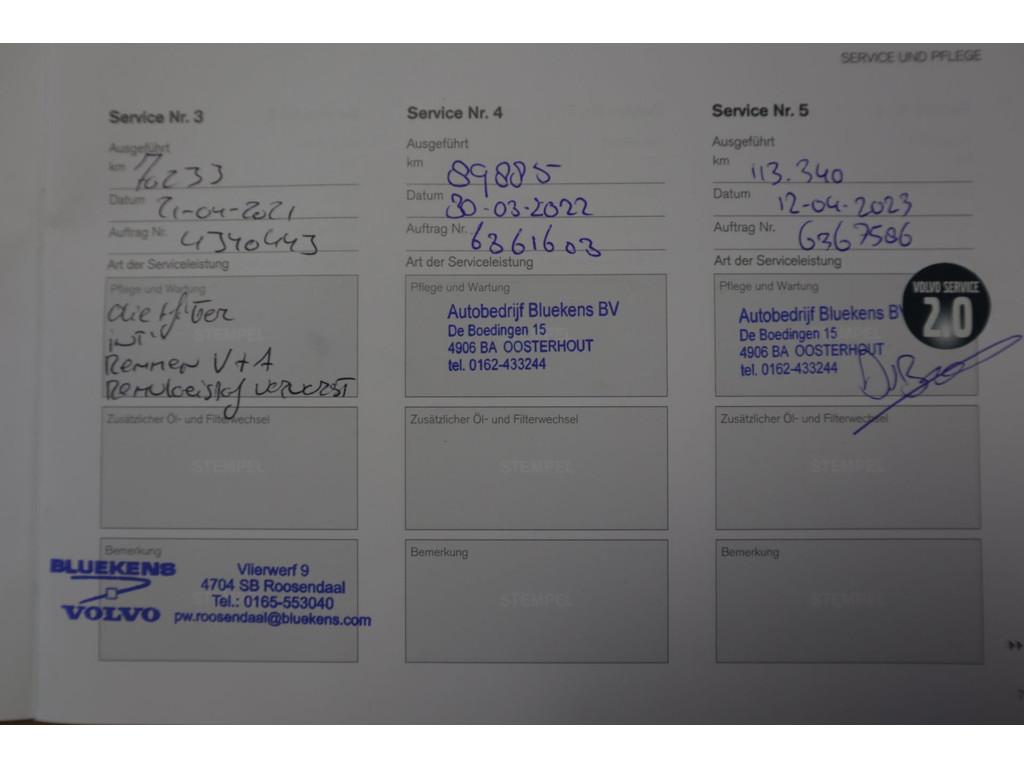 SERVICE UND PFLEGE
Service Nr. 3
Ausgeführt
km 70233
Datum 21-04-2021
Auftrag Nr. 4340443
Art der Serviceleistung
Pflege und Wartung
olie + filter
int
Remmen V+A
Remvloeistof ververst
Zusätzlicher Öl- und Filterwechsel
STEMPEL
Bemerkung
BLUEKENS
VOLVO
Vlierwerf 9
4704 SB Roosendaal
Tel.: 0165-553040
pw.roosendaal@bluekens.com
Service Nr. 4
Ausgeführt
km 89885
Datum 30-03-2022
Auftrag Nr. 6361603
Art der Serviceleistung
Pflege und Wartung
Autobedrijf Bluekens BV
De Boedingen 15
4906 BA OOSTERHOUT
tel. 0162-433244
Zusätzlicher Öl- und Filterwechsel
STEMPEL
Bemerkung
STEMPEL
Service Nr. 5
Ausgeführt
km 113.340
Datum 12-04-2023
Auftrag Nr. 6367586
Art der Serviceleistung
Pflege und Wartung
Autobedrijf Bluekens BV
De Boedingen 15
4906 BA OOSTERHOUT
tel. 0162-433244
VOLVO SERVICE
2.0
Zusätzlicher Öl- und Filterwechsel
STEMPEL
Bemerkung
STEMPEL